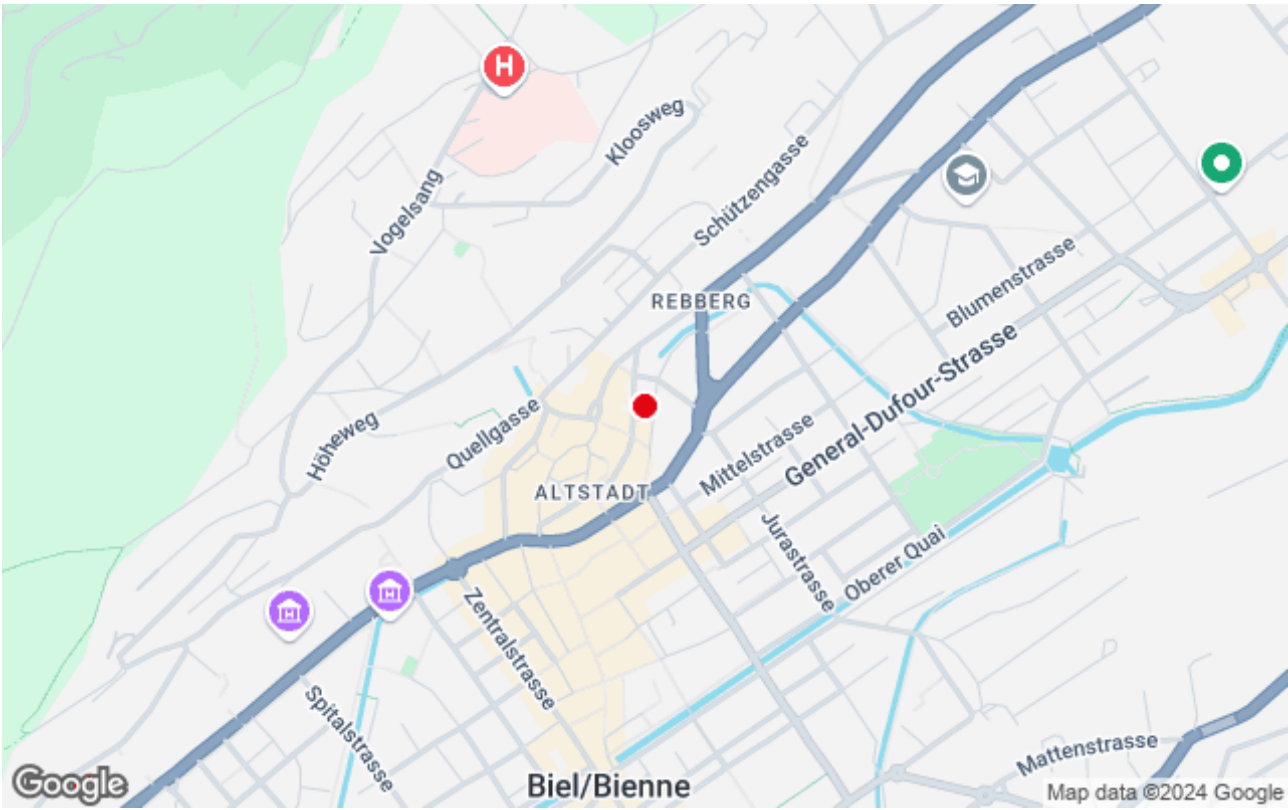 H
Kloosweg
Schützengasse
Vogelsang
REBBERG
Blumenstrasse
General-Dufour-Strasse
Höheweg
Quellgasse
Mittelstrasse
ALTSTADT
Jurastrasse
Oberer Quai
Zentralstrasse
Spitalstrasse
Mattenstrasse
Biel/Bienne
Google
Map data ©2024 Google